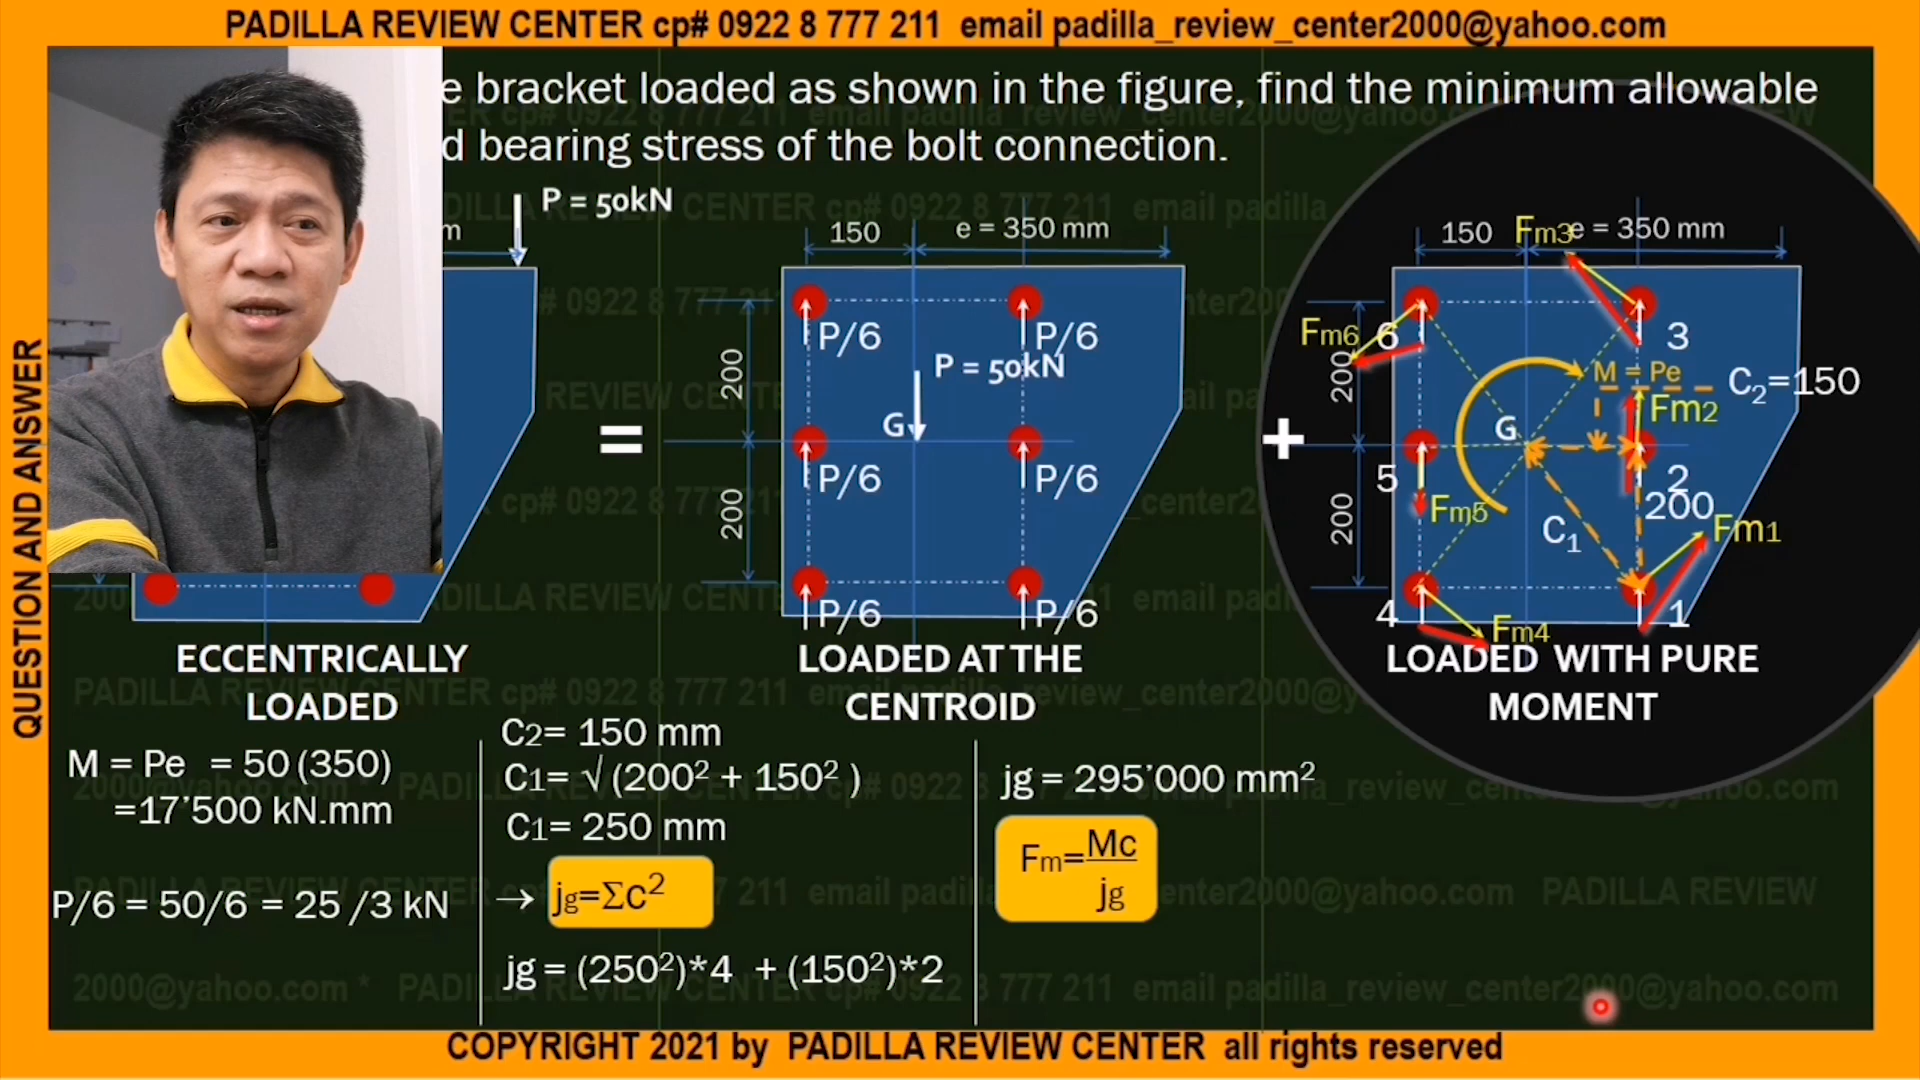 PADILLA REVIEW CENTER cp# 0922 8 777 211 email padilla_review_center2000@yahoo.com
QUESTION AND ANSWER
e bracket loaded as shown in the figure, find the minimum allowable
d bearing stress of the bolt connection.
P = 50kN
m
150
e = 350 mm
P/6
P/6
P = 50kN
G
P/6
P/6
P/6
P/6
200
200
=
+
150
Fm3
e = 350 mm
Fm6
6
3
M = Pe
C2=150
Fm2
G
5
2
200
Fm5
C1
Fm1
200
200
4
Fm4
1
ECCENTRICALLY
LOADED
LOADED AT THE
CENTROID
LOADED WITH PURE
MOMENT
M = Pe = 50 (350)
=17'500 kN.mm
P/6 = 50/6 = 25 /3 kN
C2= 150 mm
C1= √ (200² + 150² )
C1= 250 mm
→ jg=Σc²
jg = (250²)*4 + (150²)*2
jg = 295'000 mm²
Fm=Mc
jg
COPYRIGHT 2021 by PADILLA REVIEW CENTER all rights reserved